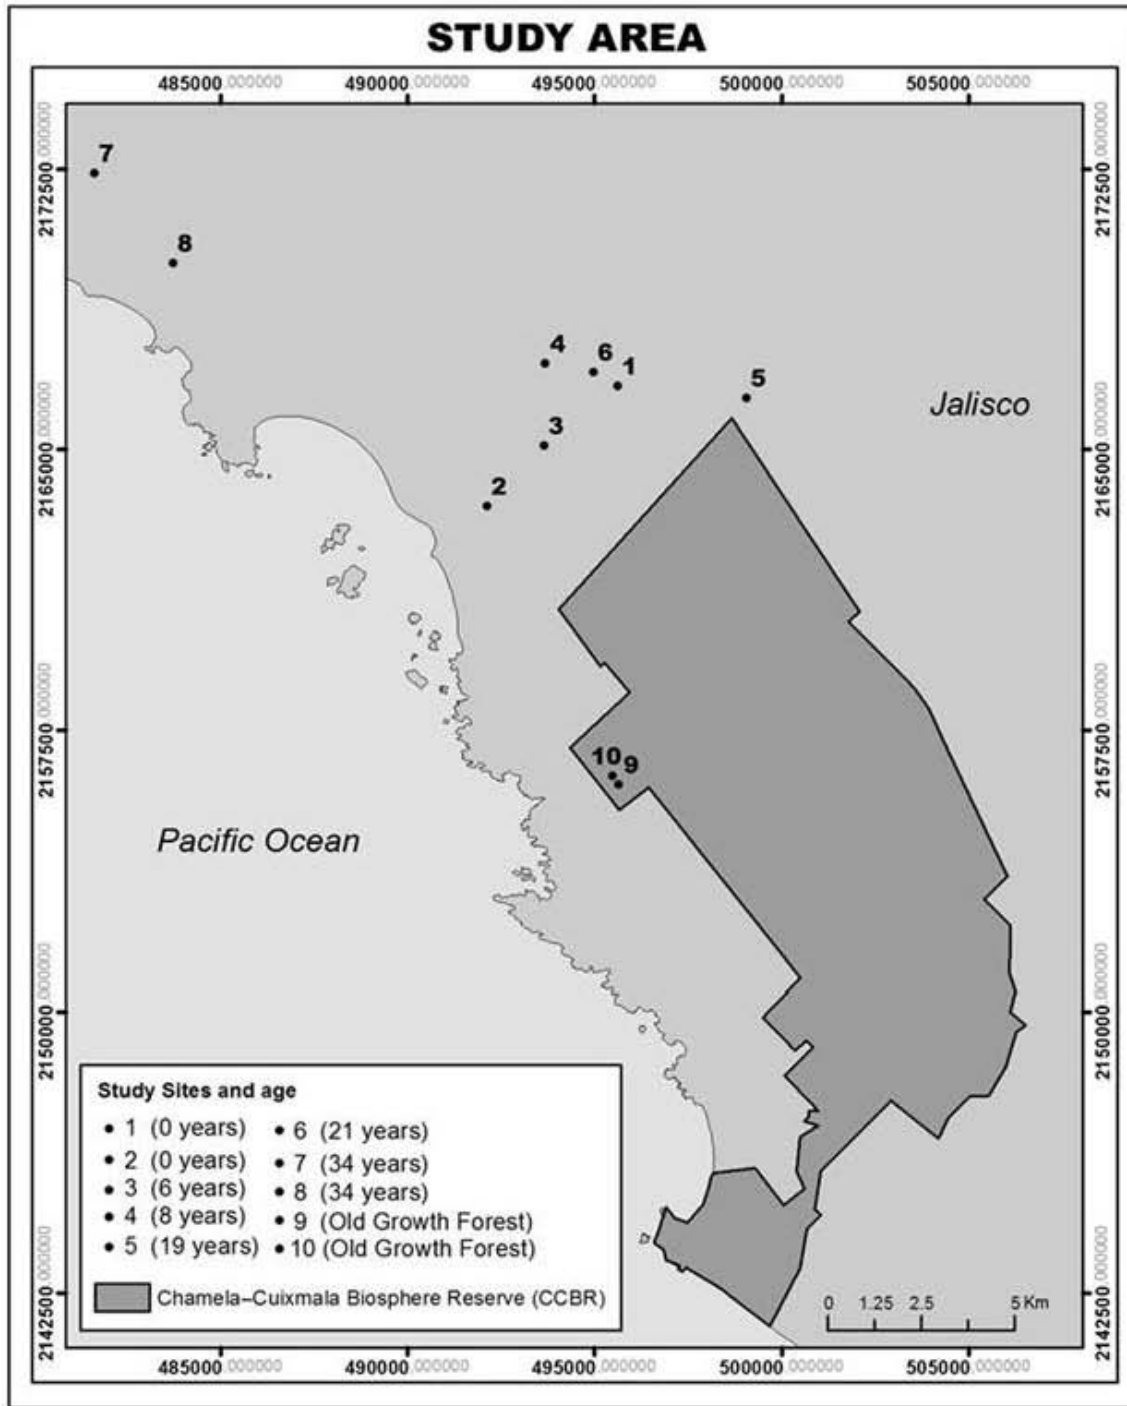 STUDY AREA
485000.000000 490000.000000 495000.000000 500000.000000 505000.000000
2172500.000000
2172500.000000
7
8
4
6
1
5
Jalisco
3
2165000.000000
2165000.000000
2
2157500.000000
2157500.000000
10
9
Pacific Ocean
2150000.000000
2150000.000000
Study Sites and age
1 (0 years) 6 (21 years)
2 (0 years) 7 (34 years)
3 (6 years) 8 (34 years)
4 (8 years) 9 (Old Growth Forest)
5 (19 years) 10 (Old Growth Forest)
Chamela–Cuixmala Biosphere Reserve (CCBR)
0 1.25 2.5 5 Km
2142500.000000
2142500.000000
485000.000000 490000.000000 495000.000000 500000.000000 505000.000000